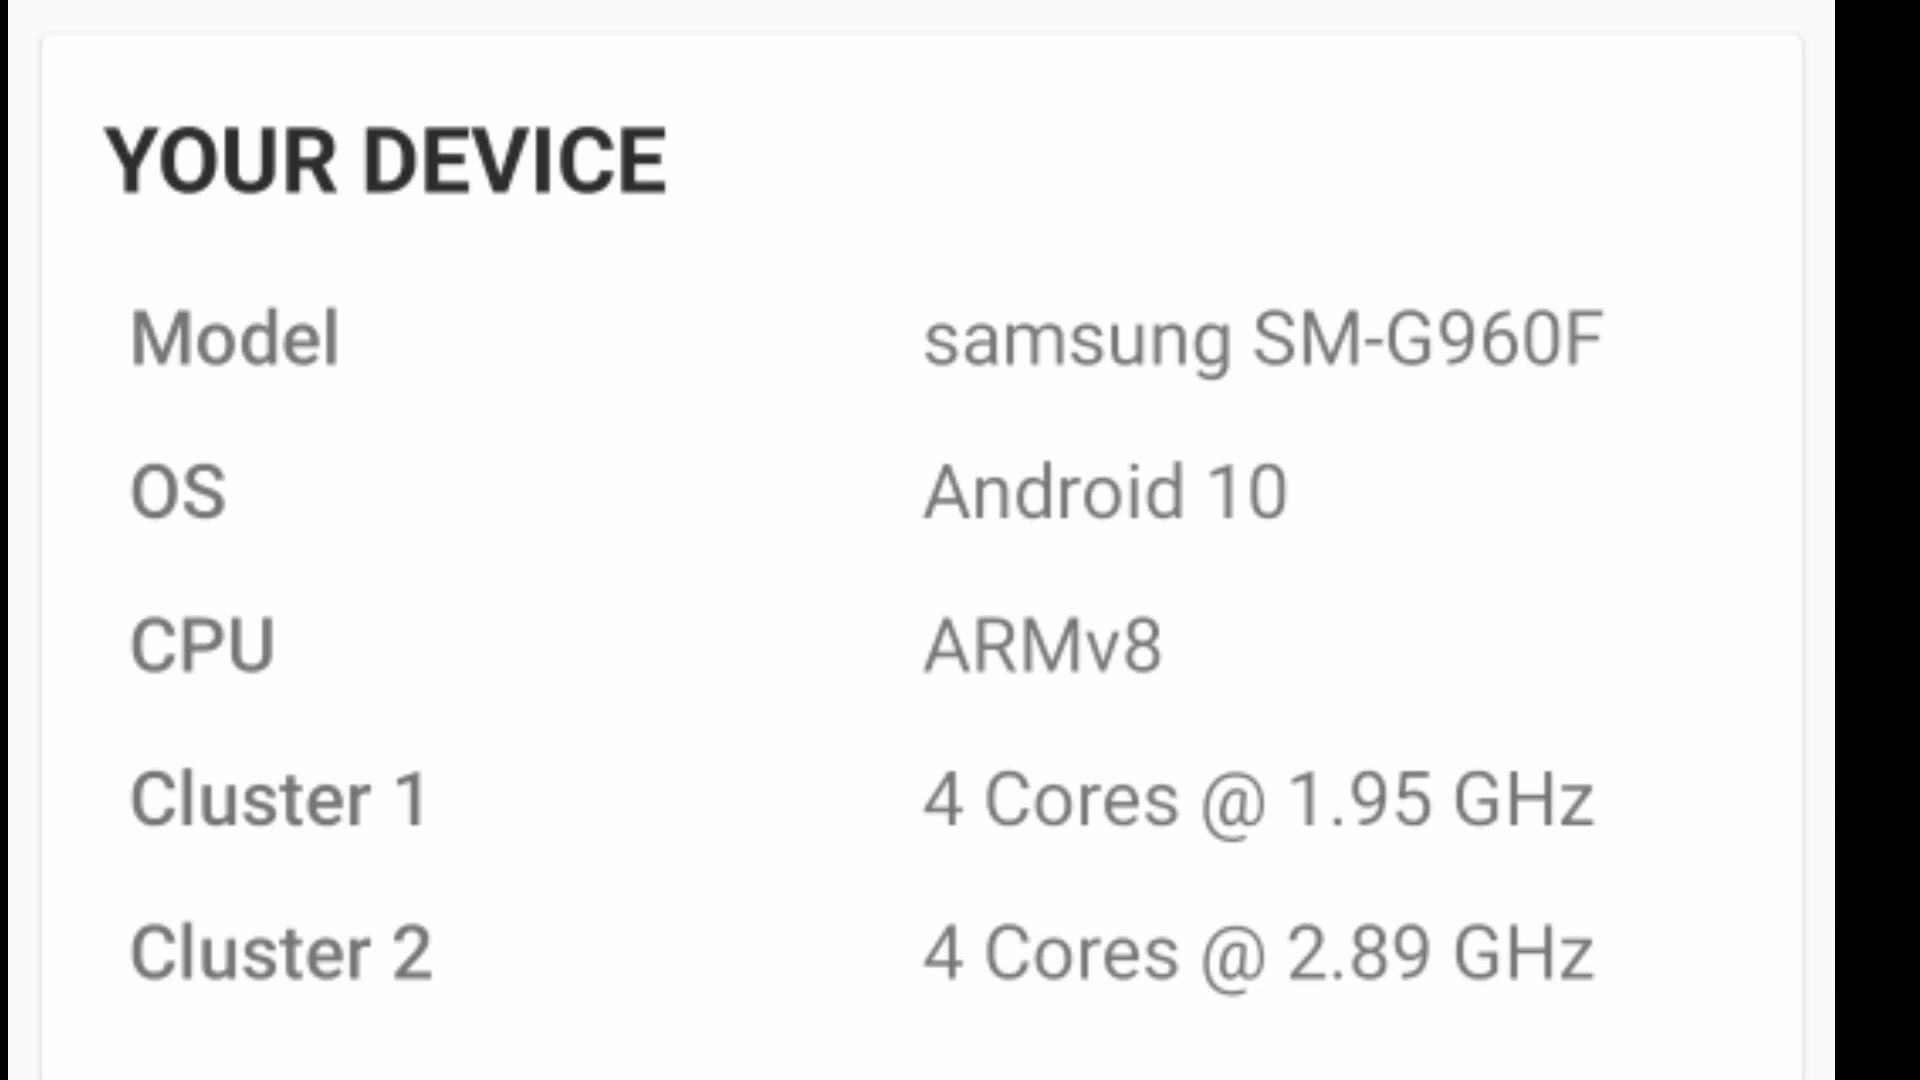 YOUR DEVICE
Model samsung SM-G960F
OS Android 10
CPU ARMv8
Cluster 1 4 Cores @ 1.95 GHz
Cluster 2 4 Cores @ 2.89 GHz